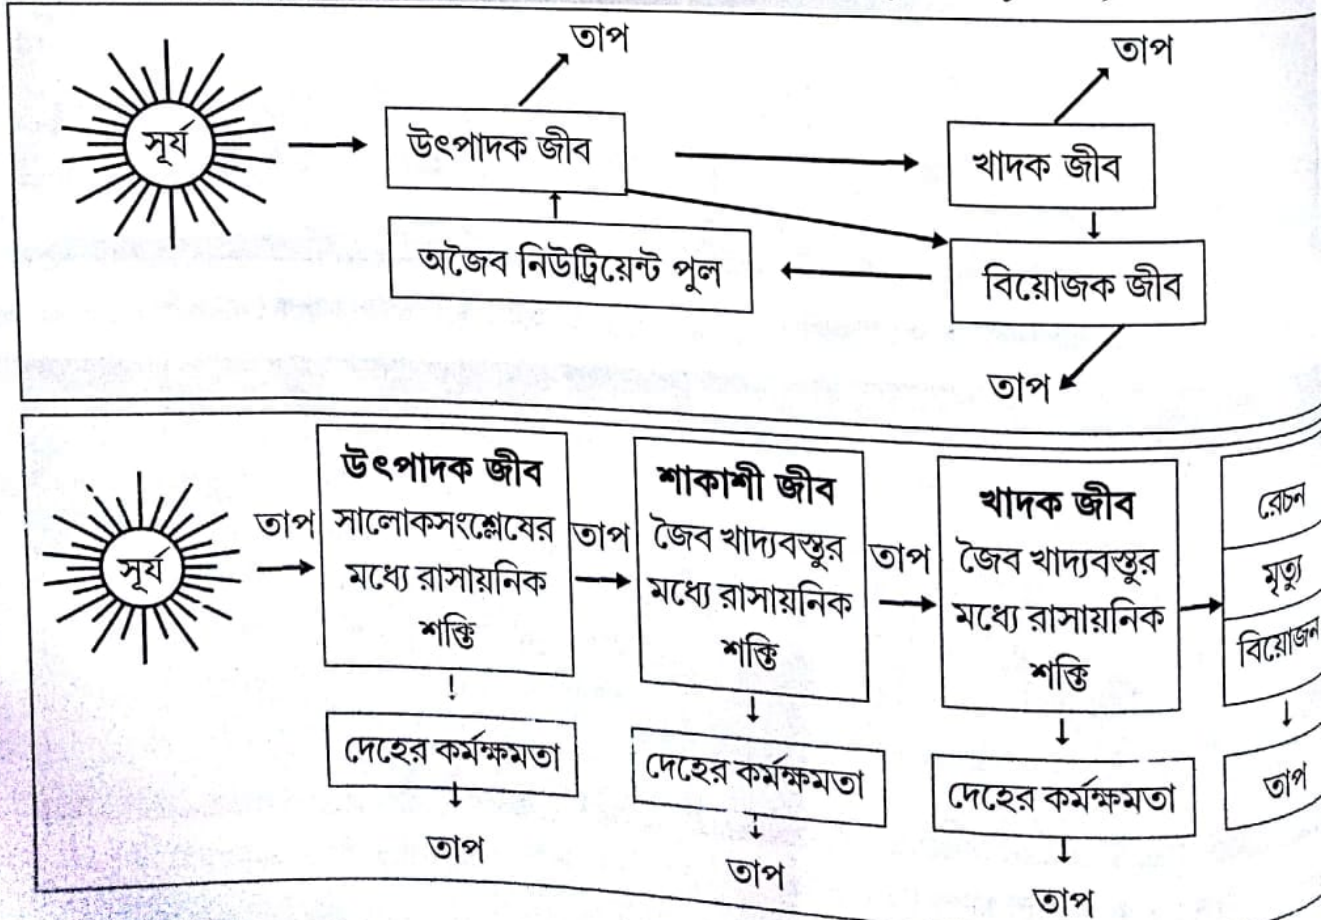 তাপ
তাপ
সূর্য
উৎপাদক জীব
খাদক জীব
অজৈব নিউট্রিয়েন্ট পুল
বিয়োজক জীব
তাপ
সূর্য
তাপ
উৎপাদক জীব
সালোকসংশ্লেষের
মধ্যে রাসায়নিক
শক্তি
তাপ
শাকাশী জীব
জৈব খাদ্যবস্তুর
মধ্যে রাসায়নিক
শক্তি
তাপ
খাদক জীব
জৈব খাদ্যবস্তুর
মধ্যে রাসায়নিক
শক্তি
রেচন
মৃত্যু
বিয়োজন
দেহের কর্মক্ষমতা
দেহের কর্মক্ষমতা
দেহের কর্মক্ষমতা
তাপ
তাপ
তাপ
তাপ